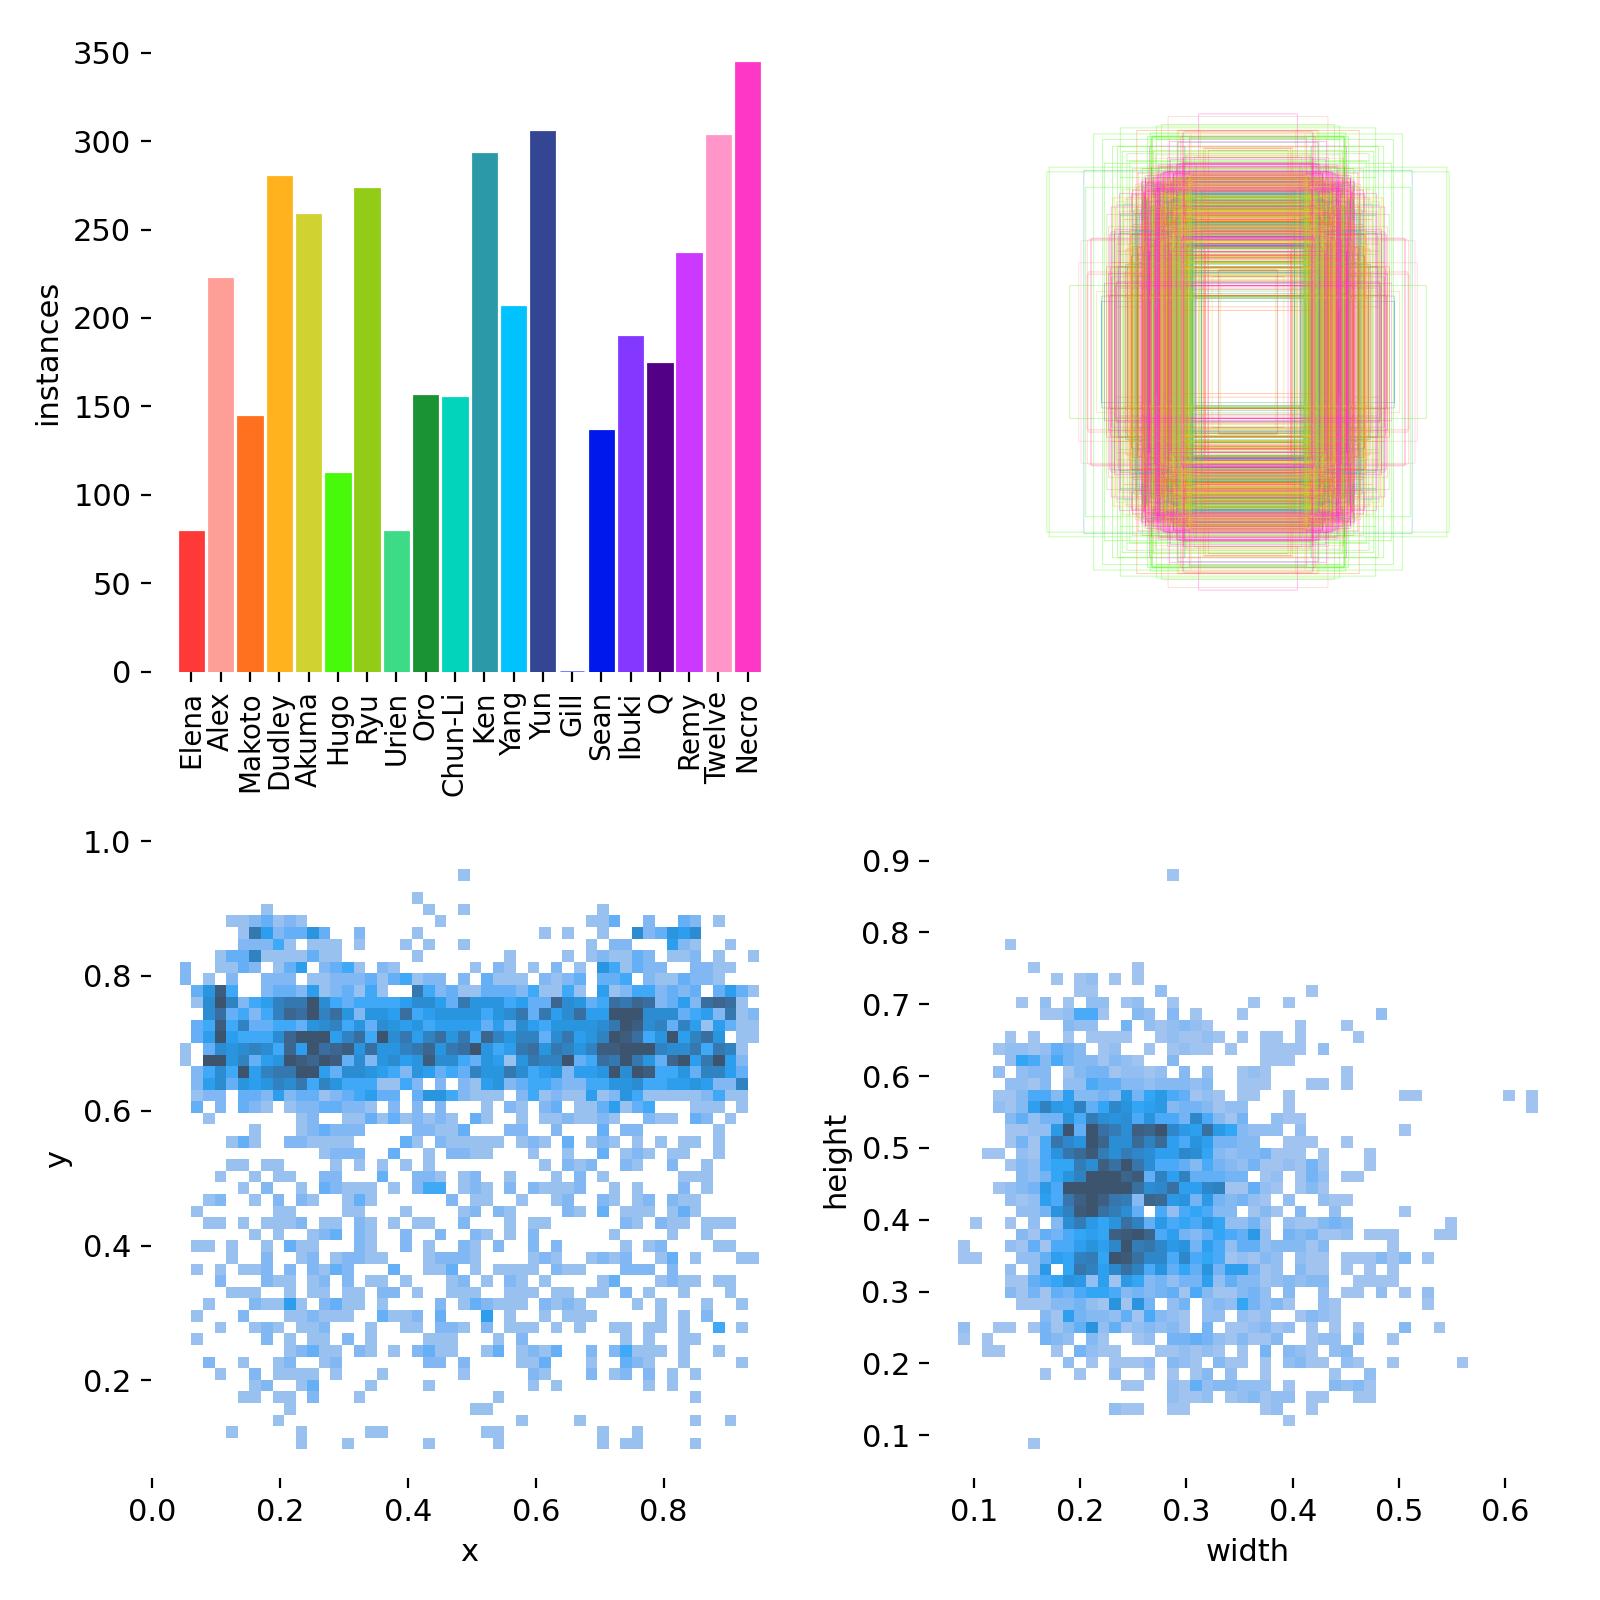 350
300
250
200
150
100
50
0
instances
Elena
Alex
Makoto
Dudley
Akuma
Hugo
Ryu
Urien
Oro
Chun-Li
Ken
Yang
Yun
Gill
Sean
Ibuki
Q
Remy
Twelve
Necro
1.0
0.8
0.6
0.4
0.2
y
0.0 0.2 0.4 0.6 0.8
x
0.9
0.8
0.7
0.6
0.5
0.4
0.3
0.2
0.1
height
0.1 0.2 0.3 0.4 0.5 0.6
width